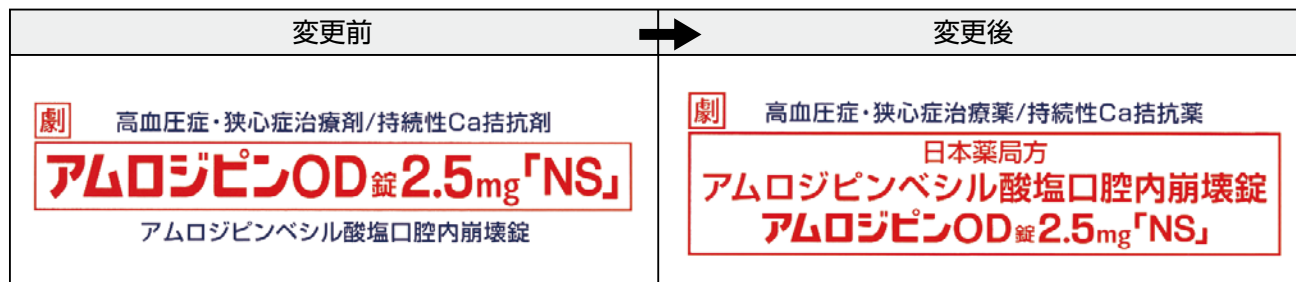 変更前
変更後
劇
高血圧症・狭心症治療剤/持続性Ca拮抗剤
アムロジピンOD錠2.5mg「NS」
アムロジピンベシル酸塩口腔内崩壊錠
劇
高血圧症・狭心症治療薬/持続性Ca拮抗薬
日本薬局方
アムロジピンベシル酸塩口腔内崩壊錠
アムロジピンOD錠2.5mg「NS」